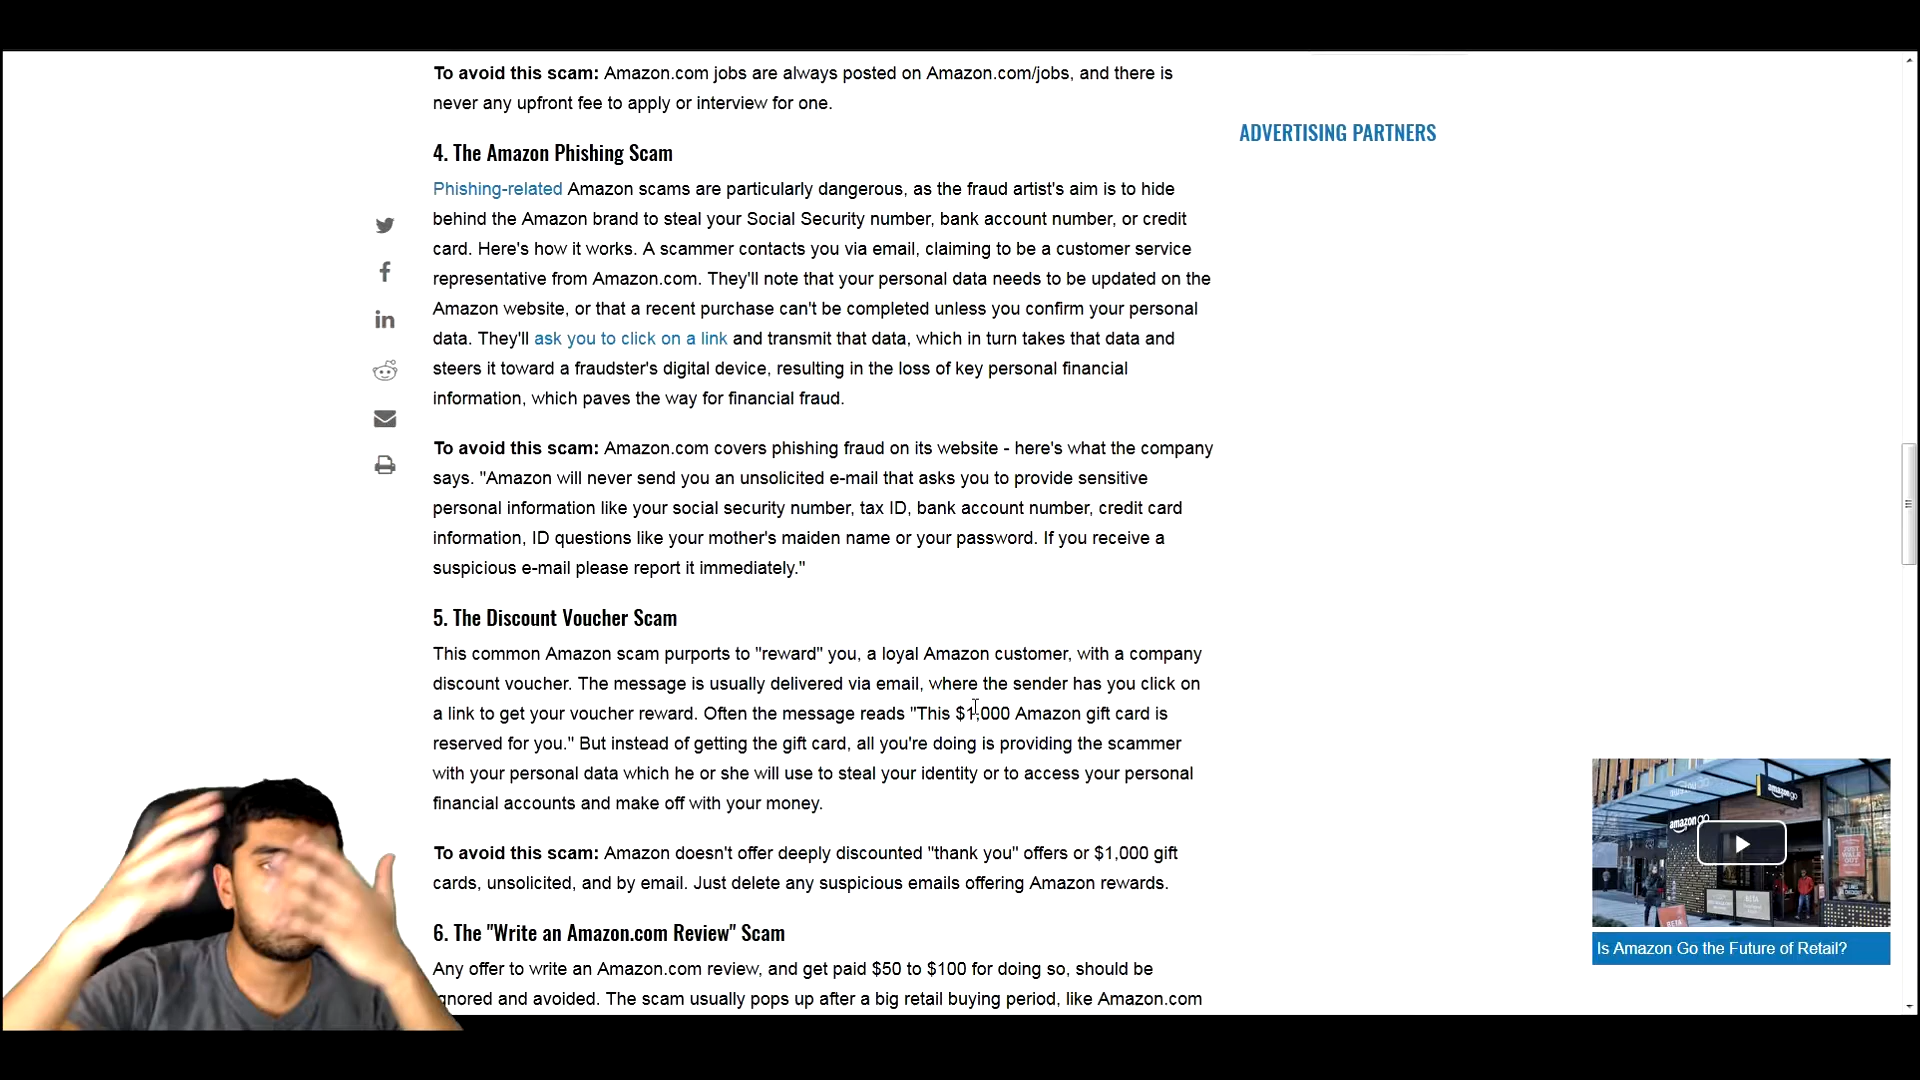 To avoid this scam: Amazon.com jobs are always posted on Amazon.com/jobs, and there is
never any upfront fee to apply or interview for one.
ADVERTISING PARTNERS
4. The Amazon Phishing Scam
Phishing-related Amazon scams are particularly dangerous, as the fraud artist's aim is to hide
behind the Amazon brand to steal your Social Security number, bank account number, or credit
card. Here's how it works. A scammer contacts you via email, claiming to be a customer service
representative from Amazon.com. They'll note that your personal data needs to be updated on the
Amazon website, or that a recent purchase can't be completed unless you confirm your personal
data. They'll ask you to click on a link and transmit that data, which in turn takes that data and
steers it toward a fraudster's digital device, resulting in the loss of key personal financial
information, which paves the way for financial fraud.
To avoid this scam: Amazon.com covers phishing fraud on its website - here's what the company
says. "Amazon will never send you an unsolicited e-mail that asks you to provide sensitive
personal information like your social security number, tax ID, bank account number, credit card
information, ID questions like your mother's maiden name or your password. If you receive a
suspicious e-mail please report it immediately."
5. The Discount Voucher Scam
This common Amazon scam purports to "reward" you, a loyal Amazon customer, with a company
discount voucher. The message is usually delivered via email, where the sender has you click on
a link to get your voucher reward. Often the message reads "This $1,000 Amazon gift card is
reserved for you." But instead of getting the gift card, all you're doing is providing the scammer
with your personal data which he or she will use to steal your identity or to access your personal
financial accounts and make off with your money.
To avoid this scam: Amazon doesn't offer deeply discounted "thank you" offers or $1,000 gift
cards, unsolicited, and by email. Just delete any suspicious emails offering Amazon rewards.
6. The "Write an Amazon.com Review" Scam
Any offer to write an Amazon.com review, and get paid $50 to $100 for doing so, should be
gnored and avoided. The scam usually pops up after a big retail buying period, like Amazon.com
amazon go
amazon go
JUST
WALK
OUT
BETA
Is Amazon Go the Future of Retail?